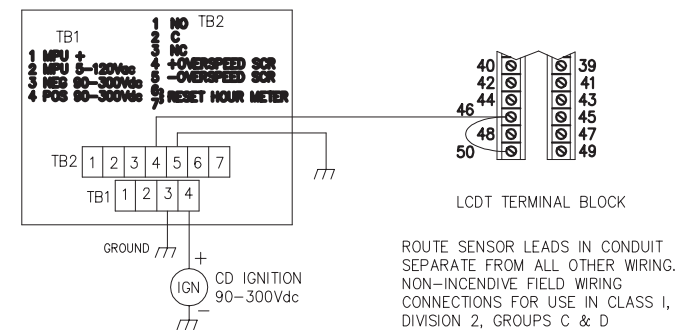 TB1
1 MPU +
2 MPU 5-120Vac
3 NEG 90-300Vdc
4 POS 90-300Vdc
TB2
1 NO
2 C
3 NC
4 +OVERSPEED SCR
5 -OVERSPEED SCR
6
7 RESET HOUR METER
TB2 1 2 3 4 5 6 7
TB1 1 2 3 4
GROUND
+
IGN
CD IGNITION
90-300Vdc
-
40 39
42 41
44 43
46 45
48 47
50 49
LCDT TERMINAL BLOCK
ROUTE SENSOR LEADS IN CONDUIT
SEPARATE FROM ALL OTHER WIRING.
NON-INCENDIVE FIELD WIRING
CONNECTIONS FOR USE IN CLASS I,
DIVISION 2, GROUPS C & D